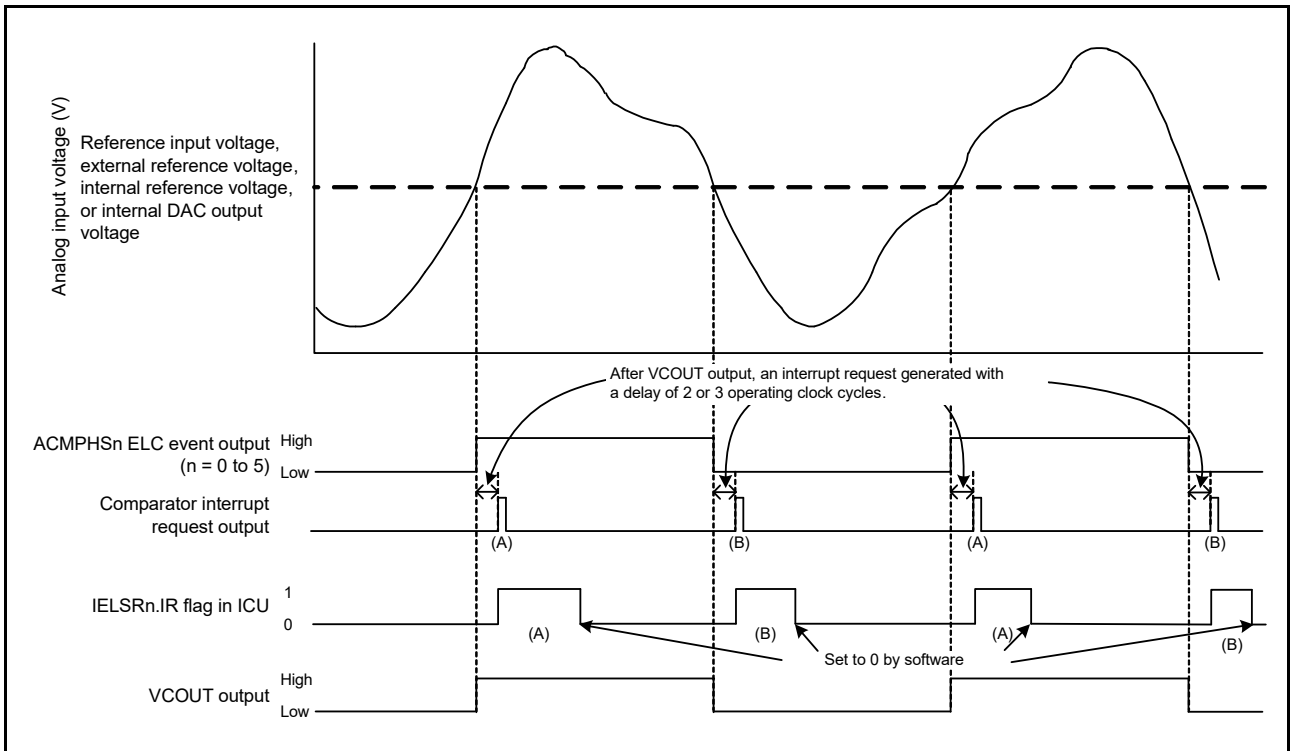 Analog input voltage (V)
Reference input voltage,
external reference voltage,
internal reference voltage,
or internal DAC output
voltage
After VCOUT output, an interrupt request generated with
a delay of 2 or 3 operating clock cycles.
ACMPHSn ELC event output
(n = 0 to 5)
High
Low
Comparator interrupt
request output
(A)
(B)
(A)
(B)
IELSRn.IR flag in ICU
1
0
(A)
(B)
(A)
(B)
Set to 0 by software
VCOUT output
High
Low